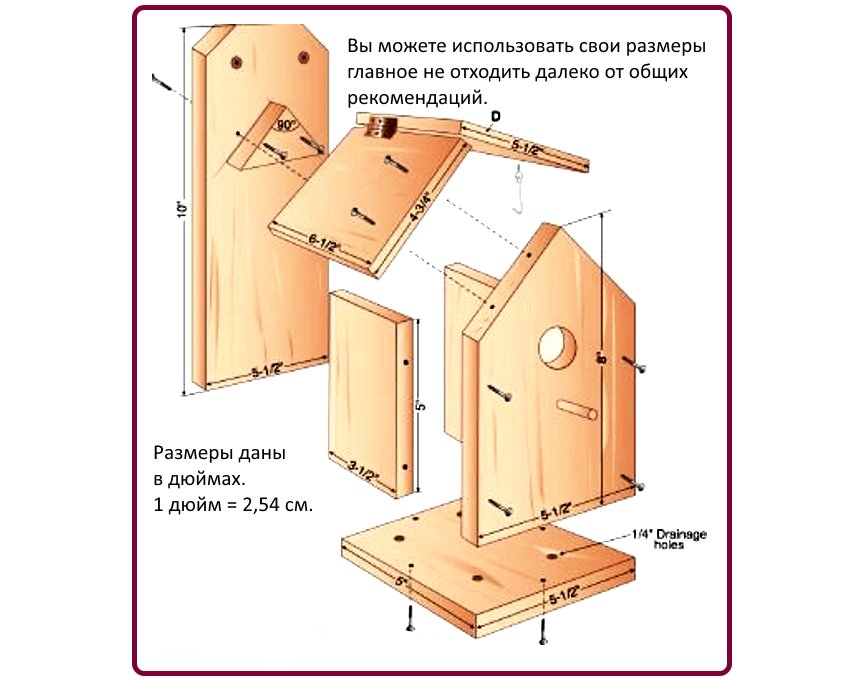 Вы можете использовать свои размеры
главное не отходить далеко от общих
рекомендаций.
D
90°
5-1/2"
10"
4-3/4"
6-1/2"
8"
5-1/2"
5"
3-1/2"
Размеры даны
в дюймах.
1 дюйм = 2,54 см.
5-1/2"
1/4" Drainage
holes
5"
5-1/2"